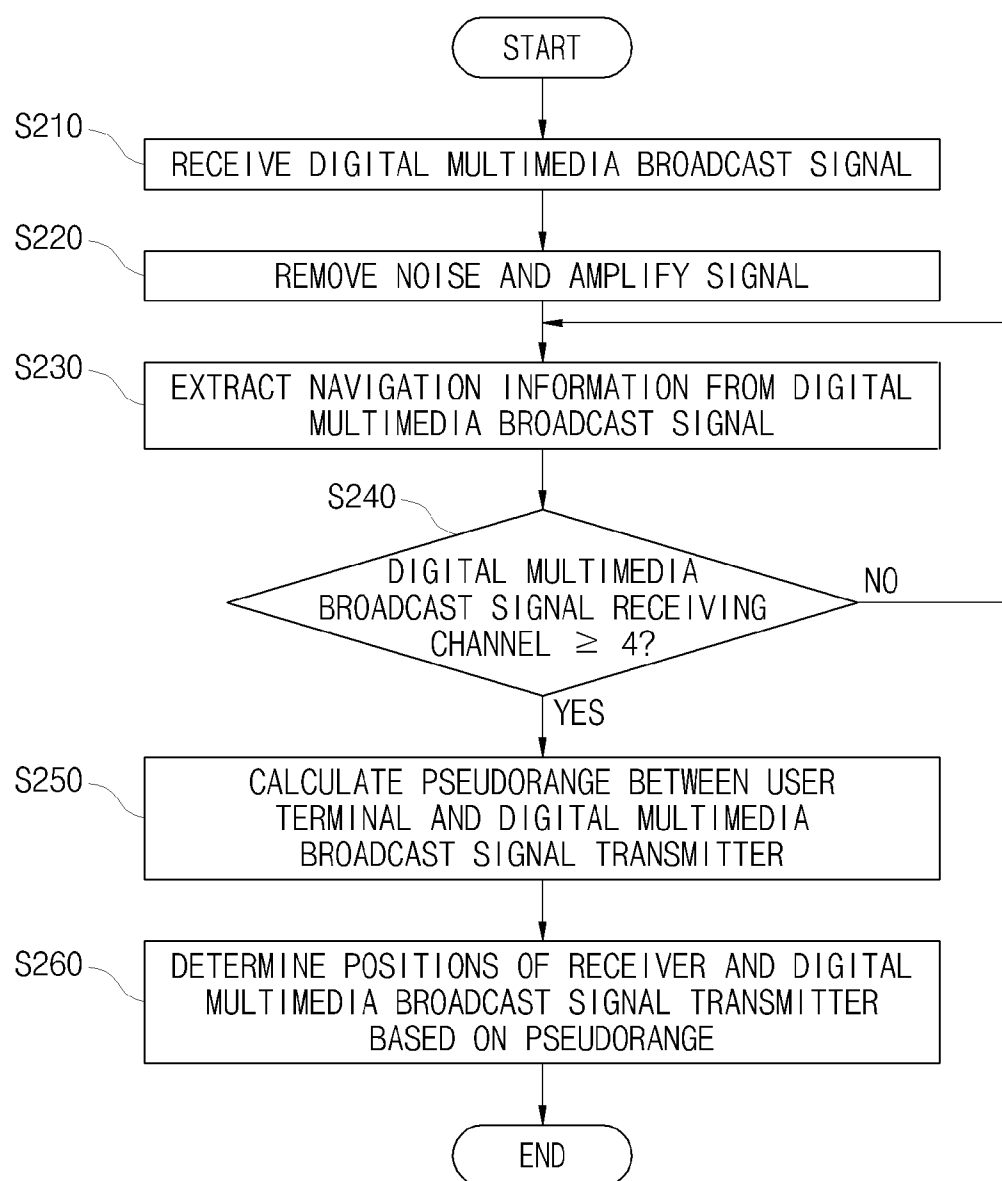 START
S210
RECEIVE DIGITAL MULTIMEDIA BROADCAST SIGNAL
S220
REMOVE NOISE AND AMPLIFY SIGNAL
S230
EXTRACT NAVIGATION INFORMATION FROM DIGITAL
MULTIMEDIA BROADCAST SIGNAL
S240
DIGITAL MULTIMEDIA
BROADCAST SIGNAL RECEIVING
CHANNEL ≥ 4?
NO
YES
S250
CALCULATE PSEUDORANGE BETWEEN USER
TERMINAL AND DIGITAL MULTIMEDIA
BROADCAST SIGNAL TRANSMITTER
S260
DETERMINE POSITIONS OF RECEIVER AND DIGITAL
MULTIMEDIA BROADCAST SIGNAL TRANSMITTER
BASED ON PSEUDORANGE
END